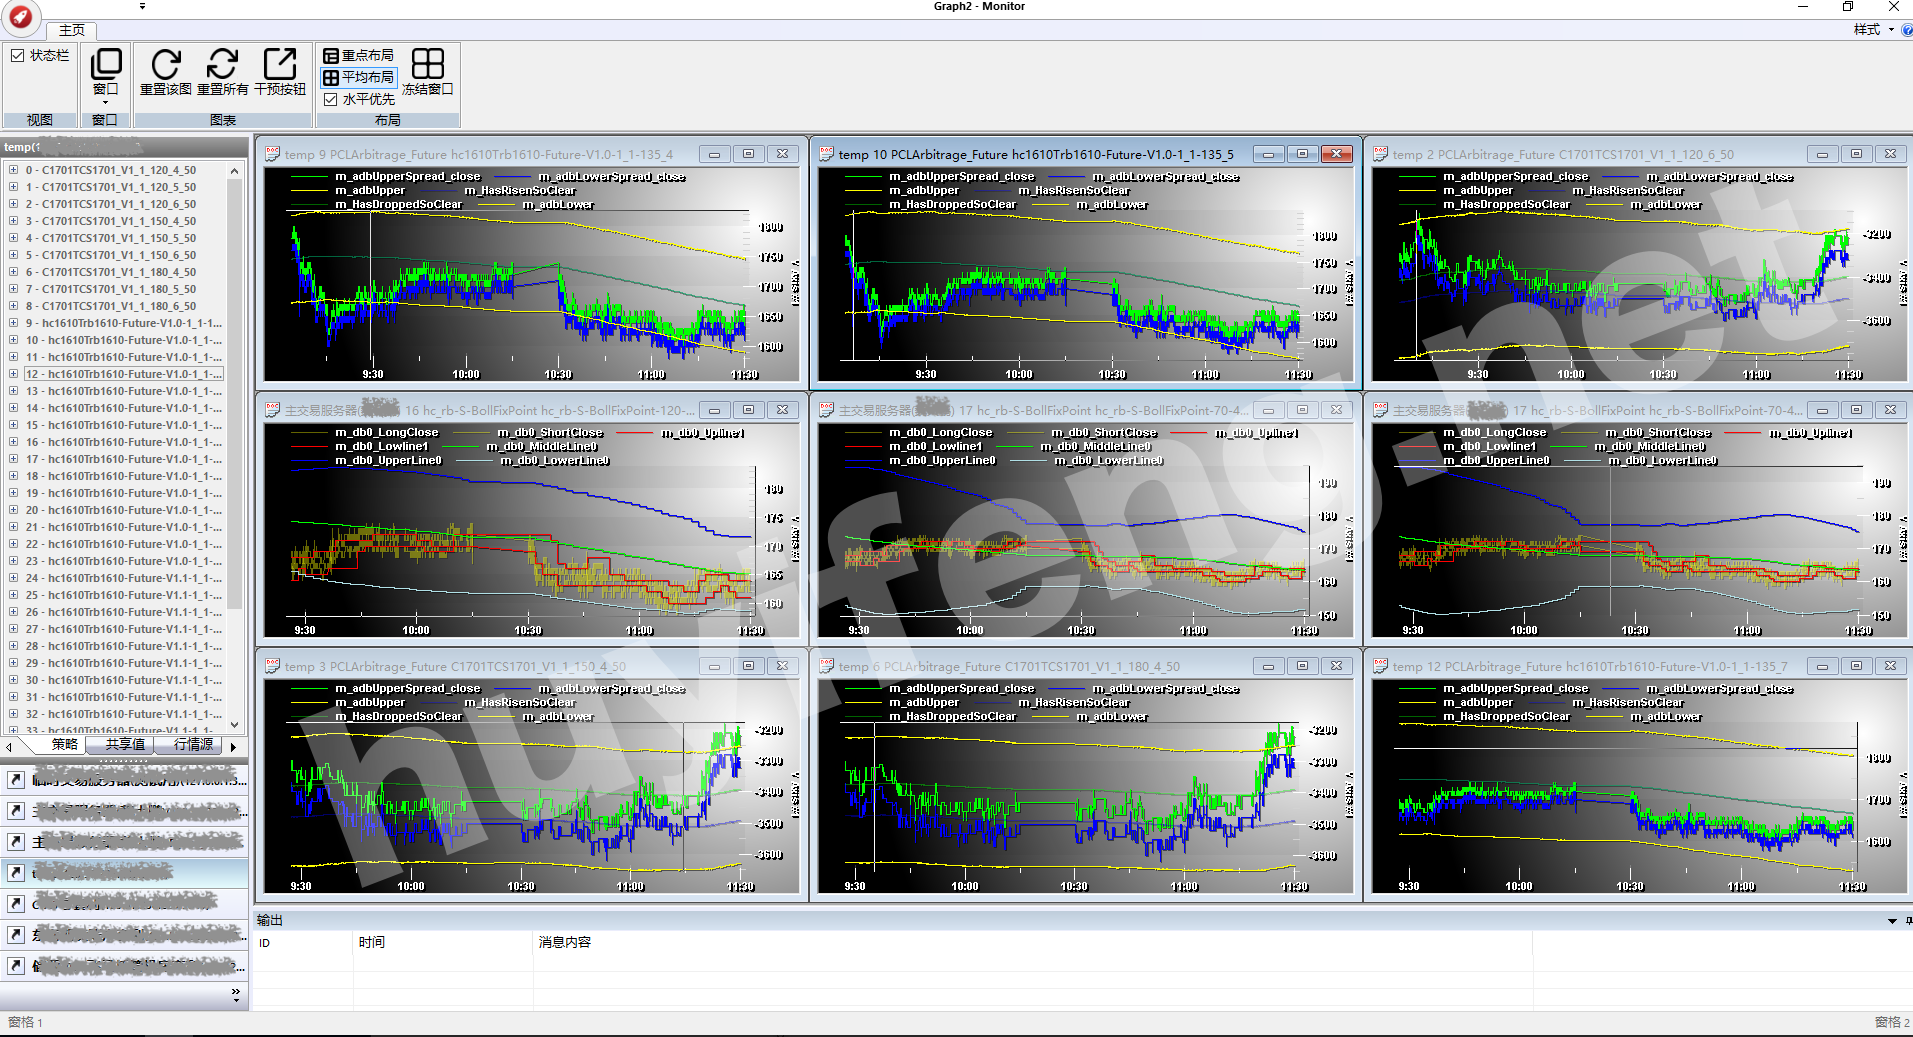 Graph2 - Monitor
主页
样式
状态栏
视图
窗口
窗口
重置该图
重置所有
干预按钮
图表
重点布局
平均布局
水平优先
冻结窗口
布局
temp(
0 - C1701TCS1701_V1_1_120_4_50
1 - C1701TCS1701_V1_1_120_5_50
2 - C1701TCS1701_V1_1_120_6_50
3 - C1701TCS1701_V1_1_150_4_50
4 - C1701TCS1701_V1_1_150_5_50
5 - C1701TCS1701_V1_1_150_6_50
6 - C1701TCS1701_V1_1_180_4_50
7 - C1701TCS1701_V1_1_180_5_50
8 - C1701TCS1701_V1_1_180_6_50
9 - hc1610Trb1610-Future-V1.0-1_1-1...
10 - hc1610Trb1610-Future-V1.0-1_1-...
11 - hc1610Trb1610-Future-V1.0-1_1-...
12 - hc1610Trb1610-Future-V1.0-1_1-...
13 - hc1610Trb1610-Future-V1.0-1_1-...
14 - hc1610Trb1610-Future-V1.0-1_1-...
15 - hc1610Trb1610-Future-V1.0-1_1-...
16 - hc1610Trb1610-Future-V1.0-1_1-...
17 - hc1610Trb1610-Future-V1.0-1_1-...
18 - hc1610Trb1610-Future-V1.0-1_1-...
19 - hc1610Trb1610-Future-V1.0-1_1-...
20 - hc1610Trb1610-Future-V1.0-1_1-...
21 - hc1610Trb1610-Future-V1.0-1_1-...
22 - hc1610Trb1610-Future-V1.0-1_1-...
23 - hc1610Trb1610-Future-V1.0-1_1-...
24 - hc1610Trb1610-Future-V1.1-1_1-...
25 - hc1610Trb1610-Future-V1.1-1_1-...
26 - hc1610Trb1610-Future-V1.1-1_1-...
27 - hc1610Trb1610-Future-V1.1-1_1-...
28 - hc1610Trb1610-Future-V1.1-1_1-...
29 - hc1610Trb1610-Future-V1.1-1_1-...
30 - hc1610Trb1610-Future-V1.1-1_1-...
31 - hc1610Trb1610-Future-V1.1-1_1-...
32 - hc1610Trb1610-Future-V1.1-1_1-...
33 - hc1610Trb1610-Future-V1.1-1_1-...
策略 共享值 行情源
temp 9 PCLArbitrage_Future hc1610Trb1610-Future-V1.0-1_1-135_4
m_adbUpperSpread_close m_adbLowerSpread_close
m_adbUpper m_HasRisenSoClear
m_HasDroppedSoClear m_adbLower
1800
1750
1700
1650
1600
9:30 10:00 10:30 11:00 11:30
temp 10 PCLArbitrage_Future hc1610Trb1610-Future-V1.0-1_1-135_5
m_adbUpperSpread_close m_adbLowerSpread_close
m_adbUpper m_HasRisenSoClear
m_HasDroppedSoClear m_adbLower
1800
1750
1700
1650
1600
9:30 10:00 10:30 11:00 11:30
temp 2 PCLArbitrage_Future C1701TCS1701_V1_1_120_6_50
m_adbUpperSpread_close m_adbLowerSpread_close
m_adbUpper m_HasRisenSoClear
m_HasDroppedSoClear m_adbLower
-3200
-3400
-3600
9:30 10:00 10:30 11:00 11:30
主交易服务器( ) 16 hc_rb-S-BollFixPoint hc_rb-S-BollFixPoint-120-...
m_db0_LongClose m_db0_ShortClose m_db0_Upline1
m_db0_Lowline1 m_db0_MiddleLine0
m_db0_UpperLine0 m_db0_LowerLine0
180
175
170
165
160
9:30 10:00 10:30 11:00 11:30
主交易服务器( ) 17 hc_rb-S-BollFixPoint hc_rb-S-BollFixPoint-70-4...
m_db0_LongClose m_db0_ShortClose m_db0_Upline1
m_db0_Lowline1 m_db0_MiddleLine0
m_db0_UpperLine0 m_db0_LowerLine0
190
180
170
160
150
9:30 10:00 10:30 11:00 11:30
主交易服务器( ) 17 hc_rb-S-BollFixPoint hc_rb-S-BollFixPoint-70-4...
m_db0_LongClose m_db0_ShortClose m_db0_Upline1
m_db0_Lowline1 m_db0_MiddleLine0
m_db0_UpperLine0 m_db0_LowerLine0
190
180
170
160
150
9:30 10:00 10:30 11:00 11:30
temp 3 PCLArbitrage_Future C1701TCS1701_V1_1_150_4_50
m_adbUpperSpread_close m_adbLowerSpread_close
m_adbUpper m_HasRisenSoClear
m_HasDroppedSoClear m_adbLower
-3200
-3300
-3400
-3500
-3600
9:30 10:00 10:30 11:00 11:30
temp 6 PCLArbitrage_Future C1701TCS1701_V1_1_180_4_50
m_adbUpperSpread_close m_adbLowerSpread_close
m_adbUpper m_HasRisenSoClear
m_HasDroppedSoClear m_adbLower
-3200
-3300
-3400
-3500
-3600
9:30 10:00 10:30 11:00 11:30
temp 12 PCLArbitrage_Future hc1610Trb1610-Future-V1.0-1_1-135_7
m_adbUpperSpread_close m_adbLowerSpread_close
m_adbUpper m_HasRisenSoClear
m_HasDroppedSoClear m_adbLower
1800
1700
1600
9:30 10:00 10:30 11:00 11:30
huyifeng.net
输出
ID 时间 消息内容
窗格 1
窗格 2